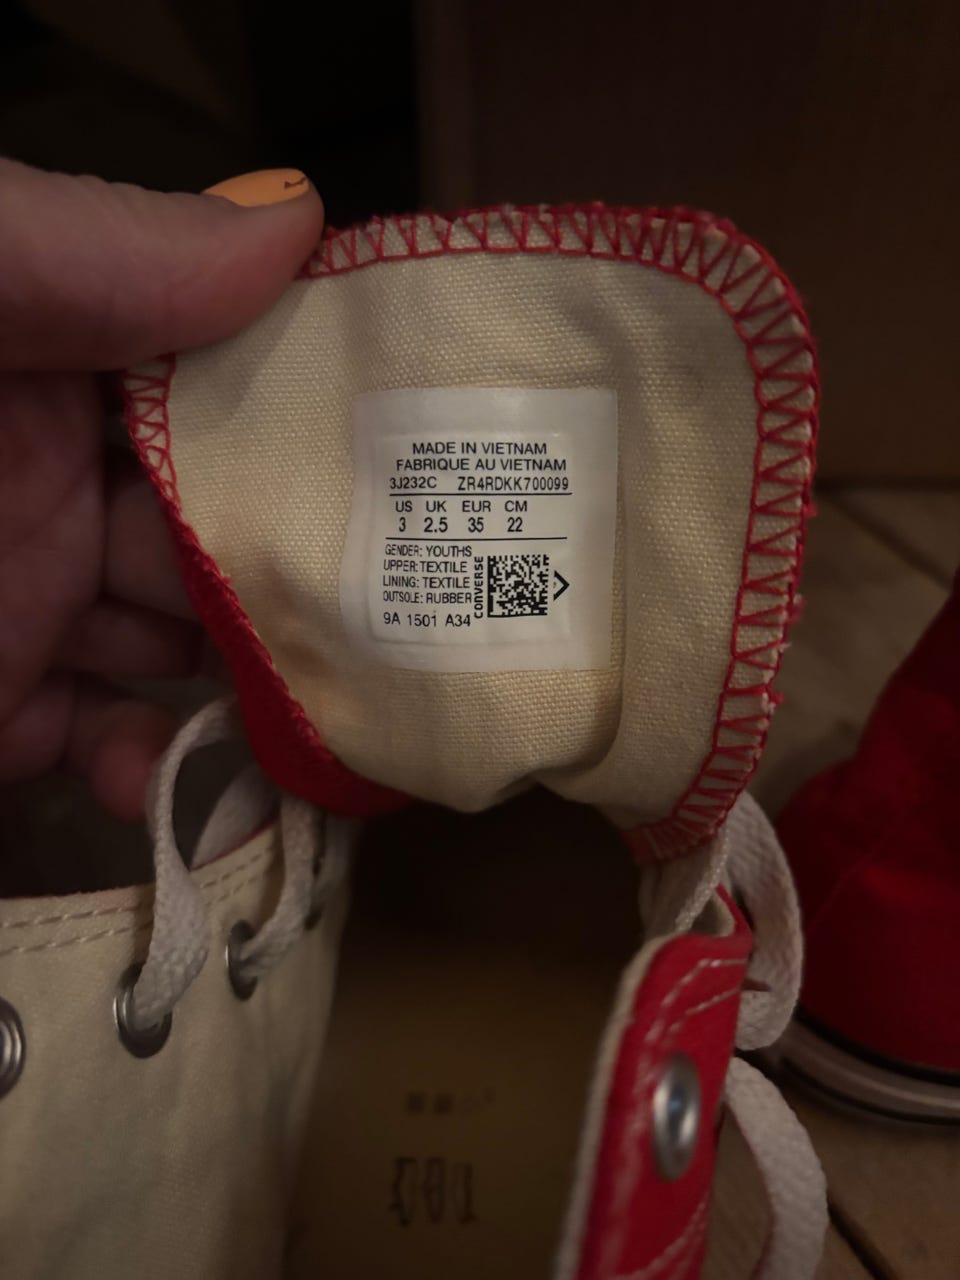 MADE IN VIETNAM
FABRIQUE AU VIETNAM
3J232C ZR4RDKK700099
US UK EUR CM
3 2.5 35 22
GENDER: YOUTHS
UPPER: TEXTILE
LINING: TEXTILE
OUTSOLE: RUBBER
CONVERSE
9A 1501 A34